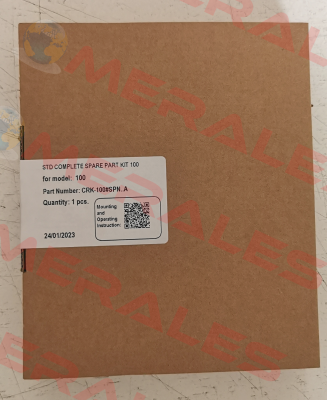 STD COMPLETE SPARE PART KIT 100
for model: 100
Part Number: CRK-100#SPN_A
Quantity: 1 pcs.
Mounting
and
Operating
Instruction:
24/01/2023
MERALES
MERALES
MERALES